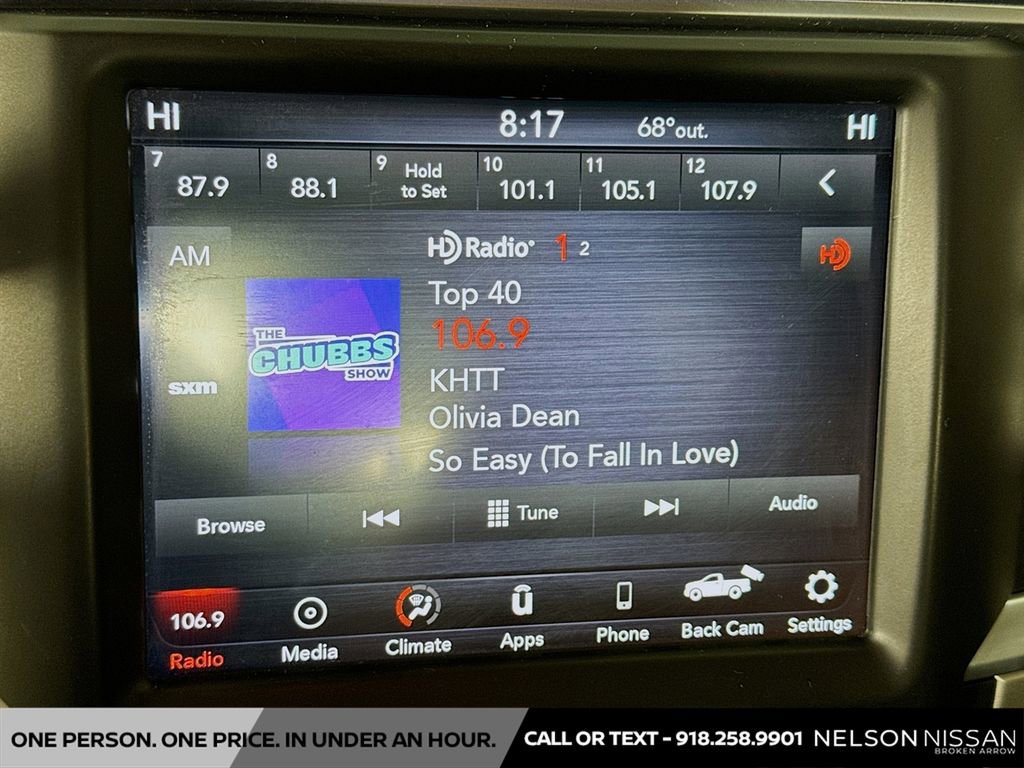 HI 8:17 68°out. HI
7 87.9 8 88.1 9 Hold to Set 10 101.1 11 105.1 12 107.9
AM
HD Radio 1 2
HD
Top 40
106.9
THE
CHUBBS
SHOW
KHTT
sxm
Olivia Dean
So Easy (To Fall In Love)
Browse Tune Audio
106.9
Radio Media Climate Apps Phone Back Cam Settings
ONE PERSON. ONE PRICE. IN UNDER AN HOUR. CALL OR TEXT - 918.258.9901 NELSON NISSAN
BROKEN ARROW